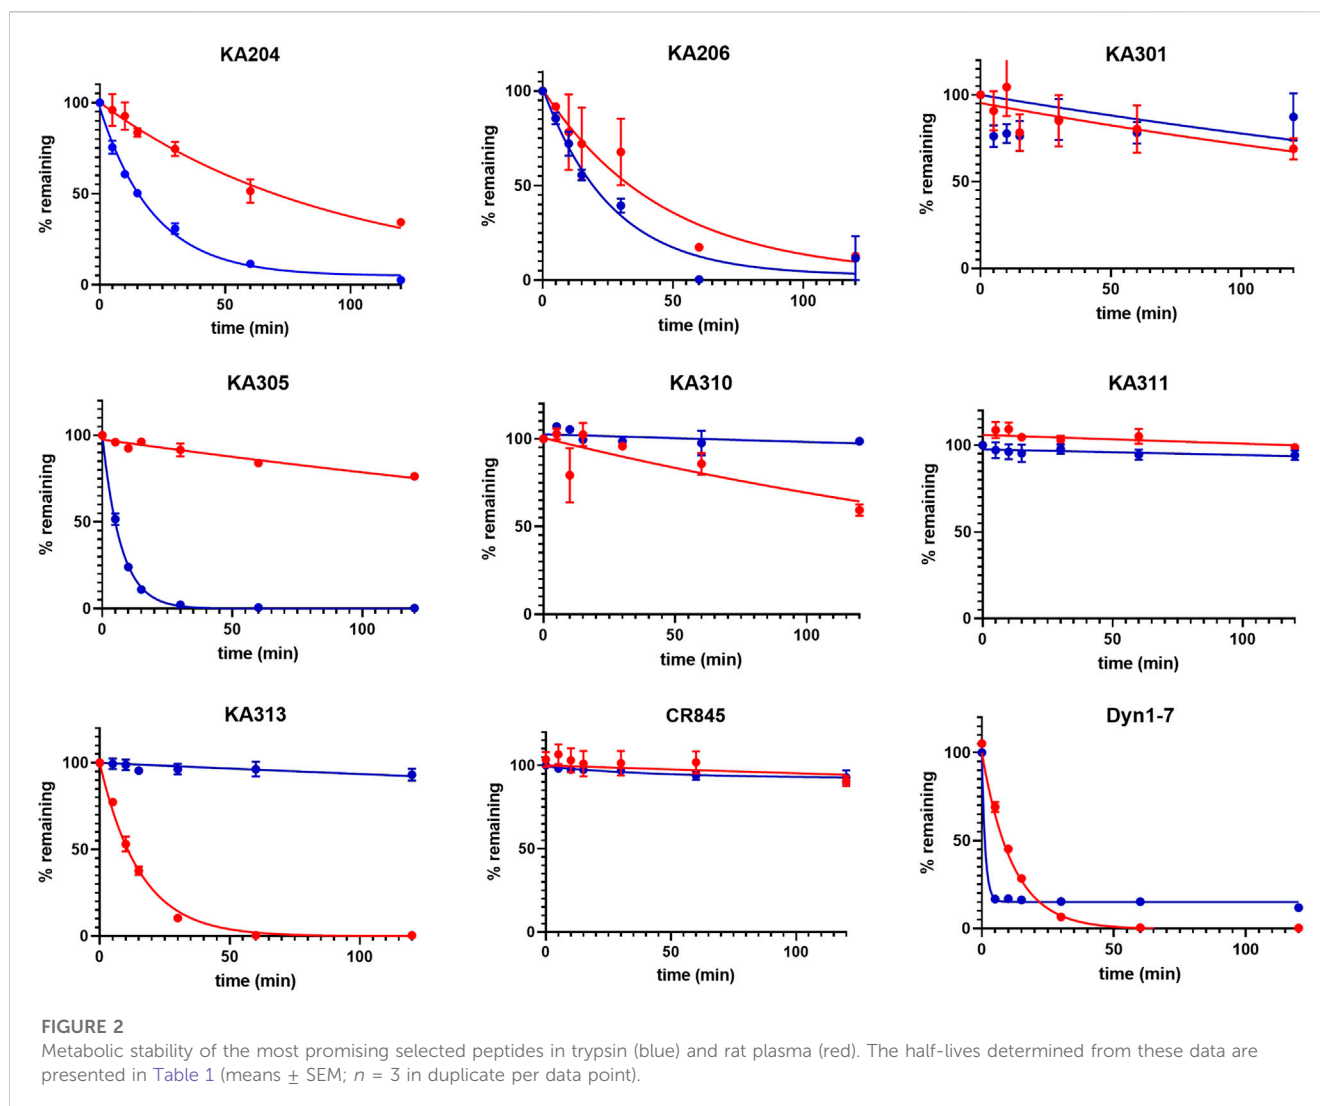 KA204
KA206
KA301
% remaining
100
50
0
0
50
100
time (min)
% remaining
100
50
0
0
50
100
time (min)
% remaining
100
50
0
0
50
100
time (min)
KA305
KA310
KA311
% remaining
100
50
0
0
50
100
time (min)
% remaining
100
50
0
0
50
100
time (min)
% remaining
100
50
0
0
50
100
time (min)
KA313
CR845
Dyn1-7
% remaining
100
50
0
0
50
100
time (min)
% remaining
100
50
0
0
50
100
time (min)
% remaining
100
50
0
0
50
100
time (min)
FIGURE 2
Metabolic stability of the most promising selected peptides in trypsin (blue) and rat plasma (red). The half-lives determined from these data are
presented in Table 1 (means ± SEM; n = 3 in duplicate per data point).